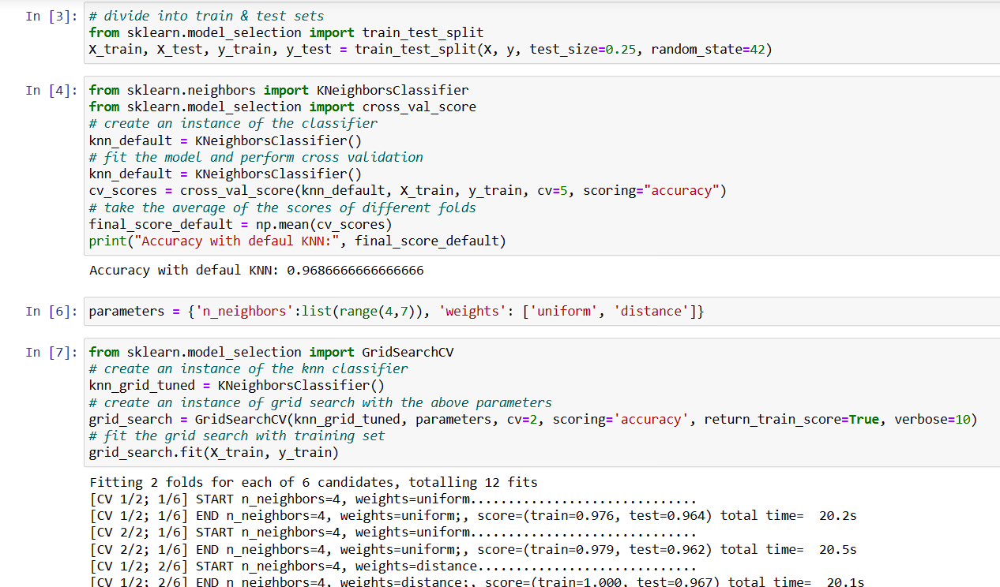 In [3]: # divide into train & test sets
from sklearn.model_selection import train_test_split
X_train, X_test, y_train, y_test = train_test_split(X, y, test_size=0.25, random_state=42)
In [4]: from sklearn.neighbors import KNeighborsClassifier
from sklearn.model_selection import cross_val_score
# create an instance of the classifier
knn_default = KNeighborsClassifier()
# fit the model and perform cross validation
knn_default = KNeighborsClassifier()
cv_scores = cross_val_score(knn_default, X_train, y_train, cv=5, scoring="accuracy")
# take the average of the scores of different folds
final_score_default = np.mean(cv_scores)
print("Accuracy with defaul KNN:", final_score_default)
Accuracy with defaul KNN: 0.9686666666666666
In [6]: parameters = {'n_neighbors':list(range(4,7)), 'weights': ['uniform', 'distance']}
In [7]: from sklearn.model_selection import GridSearchCV
# create an instance of the knn classifier
knn_grid_tuned = KNeighborsClassifier()
# create an instance of grid search with the above parameters
grid_search = GridSearchCV(knn_grid_tuned, parameters, cv=2, scoring='accuracy', return_train_score=True, verbose=10)
# fit the grid search with training set
grid_search.fit(X_train, y_train)
Fitting 2 folds for each of 6 candidates, totalling 12 fits
[CV 1/2; 1/6] START n_neighbors=4, weights=uniform..............................
[CV 1/2; 1/6] END n_neighbors=4, weights=uniform;, score=(train=0.976, test=0.964) total time=  20.2s
[CV 2/2; 1/6] START n_neighbors=4, weights=uniform..............................
[CV 2/2; 1/6] END n_neighbors=4, weights=uniform;, score=(train=0.979, test=0.962) total time=  20.5s
[CV 1/2; 2/6] START n_neighbors=4, weights=distance.............................
[CV 1/2; 2/6] END n_neighbors=4, weights=distance;, score=(train=1.000, test=0.967) total time=  20.1s